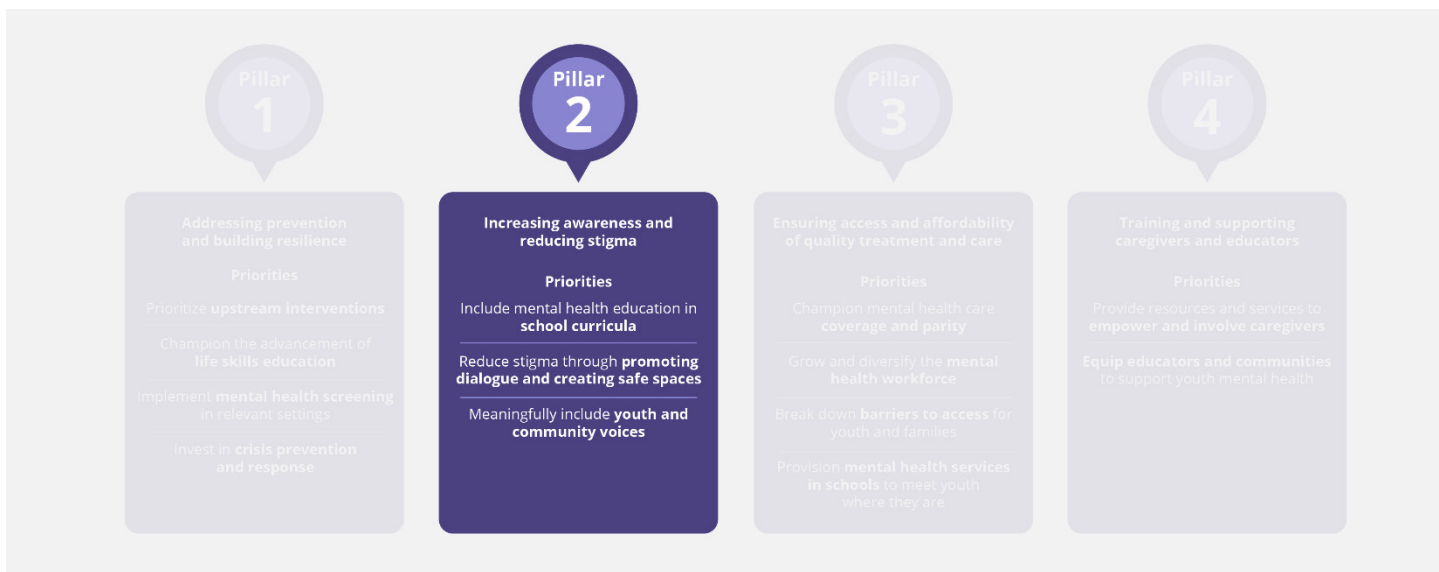 Pillar
1
Addressing prevention
and building resilience
Priorities
Prioritize upstream interventions
Champion the advancement of
life skills education
Implement mental health screening
in relevant settings
Invest in crisis prevention
and response
Pillar
2
Increasing awareness and
reducing stigma
Priorities
Include mental health education in
school curricula
Reduce stigma through promoting
dialogue and creating safe spaces
Meaningfully include youth and
community voices
Pillar
3
Ensuring access and affordability
of quality treatment and care
Priorities
Champion mental health care
coverage and parity
Grow and diversify the mental
health workforce
Break down barriers to access for
youth and families
Provision mental health services
in schools to meet youth
where they are
Pillar
4
Training and supporting
caregivers and educators
Priorities
Provide resources and services to
empower and involve caregivers
Equip educators and communities
to support youth mental health